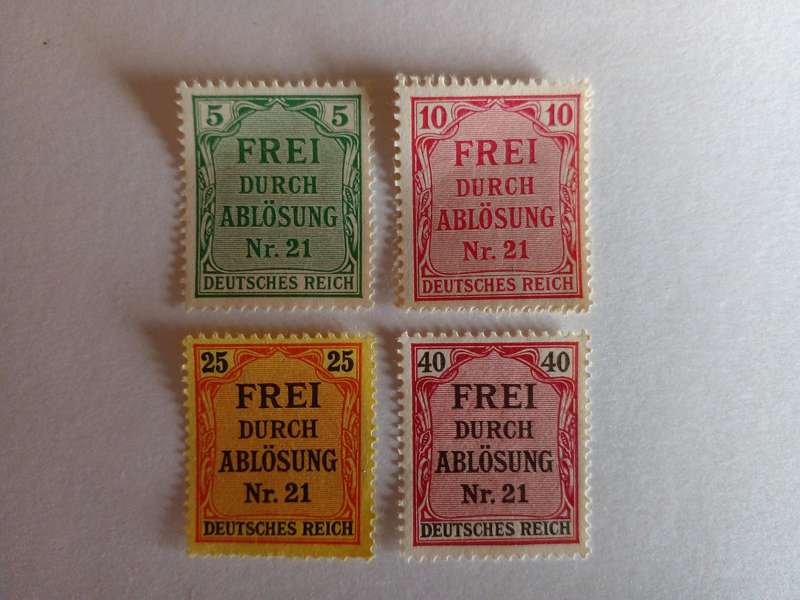 5 5
FREI
DURCH
ABLÖSUNG
Nr. 21
DEUTSCHES REICH
10 10
FREI
DURCH
ABLÖSUNG
Nr. 21
DEUTSCHES REICH
25 25
FREI
DURCH
ABLÖSUNG
Nr. 21
DEUTSCHES REICH
40 40
FREI
DURCH
ABLÖSUNG
Nr. 21
DEUTSCHES REICH